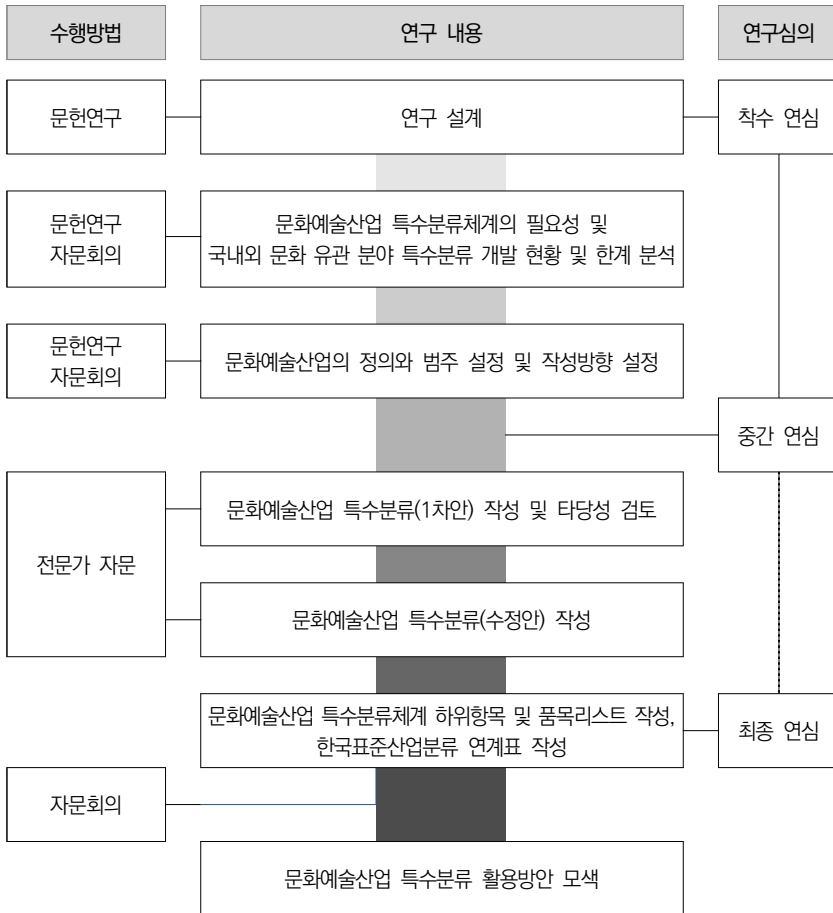 수행방법
연구 내용
연구심의
문헌연구
연구 설계
착수 연심
문헌연구
자문회의
문화예술산업 특수분류체계의 필요성 및
국내외 문화 유관 분야 특수분류 개발 현황 및 한계 분석
문헌연구
자문회의
문화예술산업의 정의와 범주 설정 및 작성방향 설정
중간 연심
전문가 자문
문화예술산업 특수분류(1차안) 작성 및 타당성 검토
문화예술산업 특수분류(수정안) 작성
문화예술산업 특수분류체계 하위항목 및 품목리스트 작성,
한국표준산업분류 연계표 작성
최종 연심
자문회의
문화예술산업 특수분류 활용방안 모색